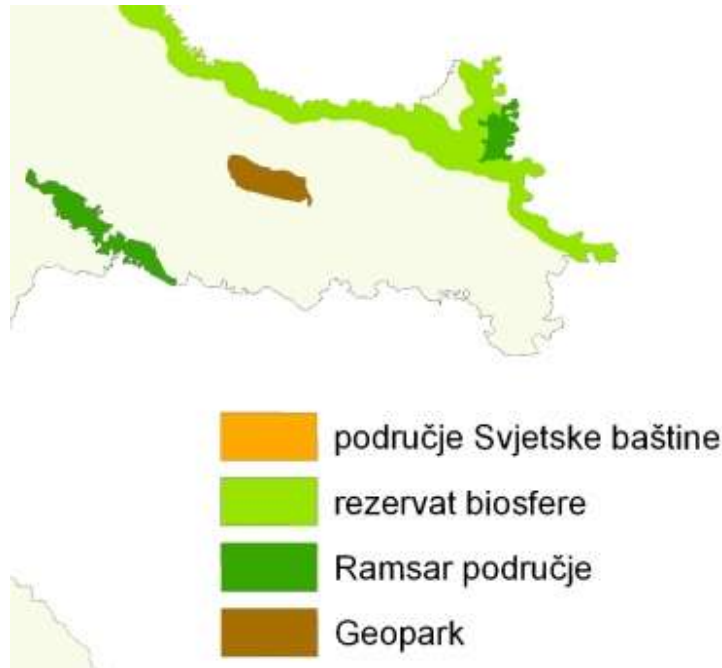 područje Svjetske baštine
rezervat biosfere
Ramsar područje
Geopark